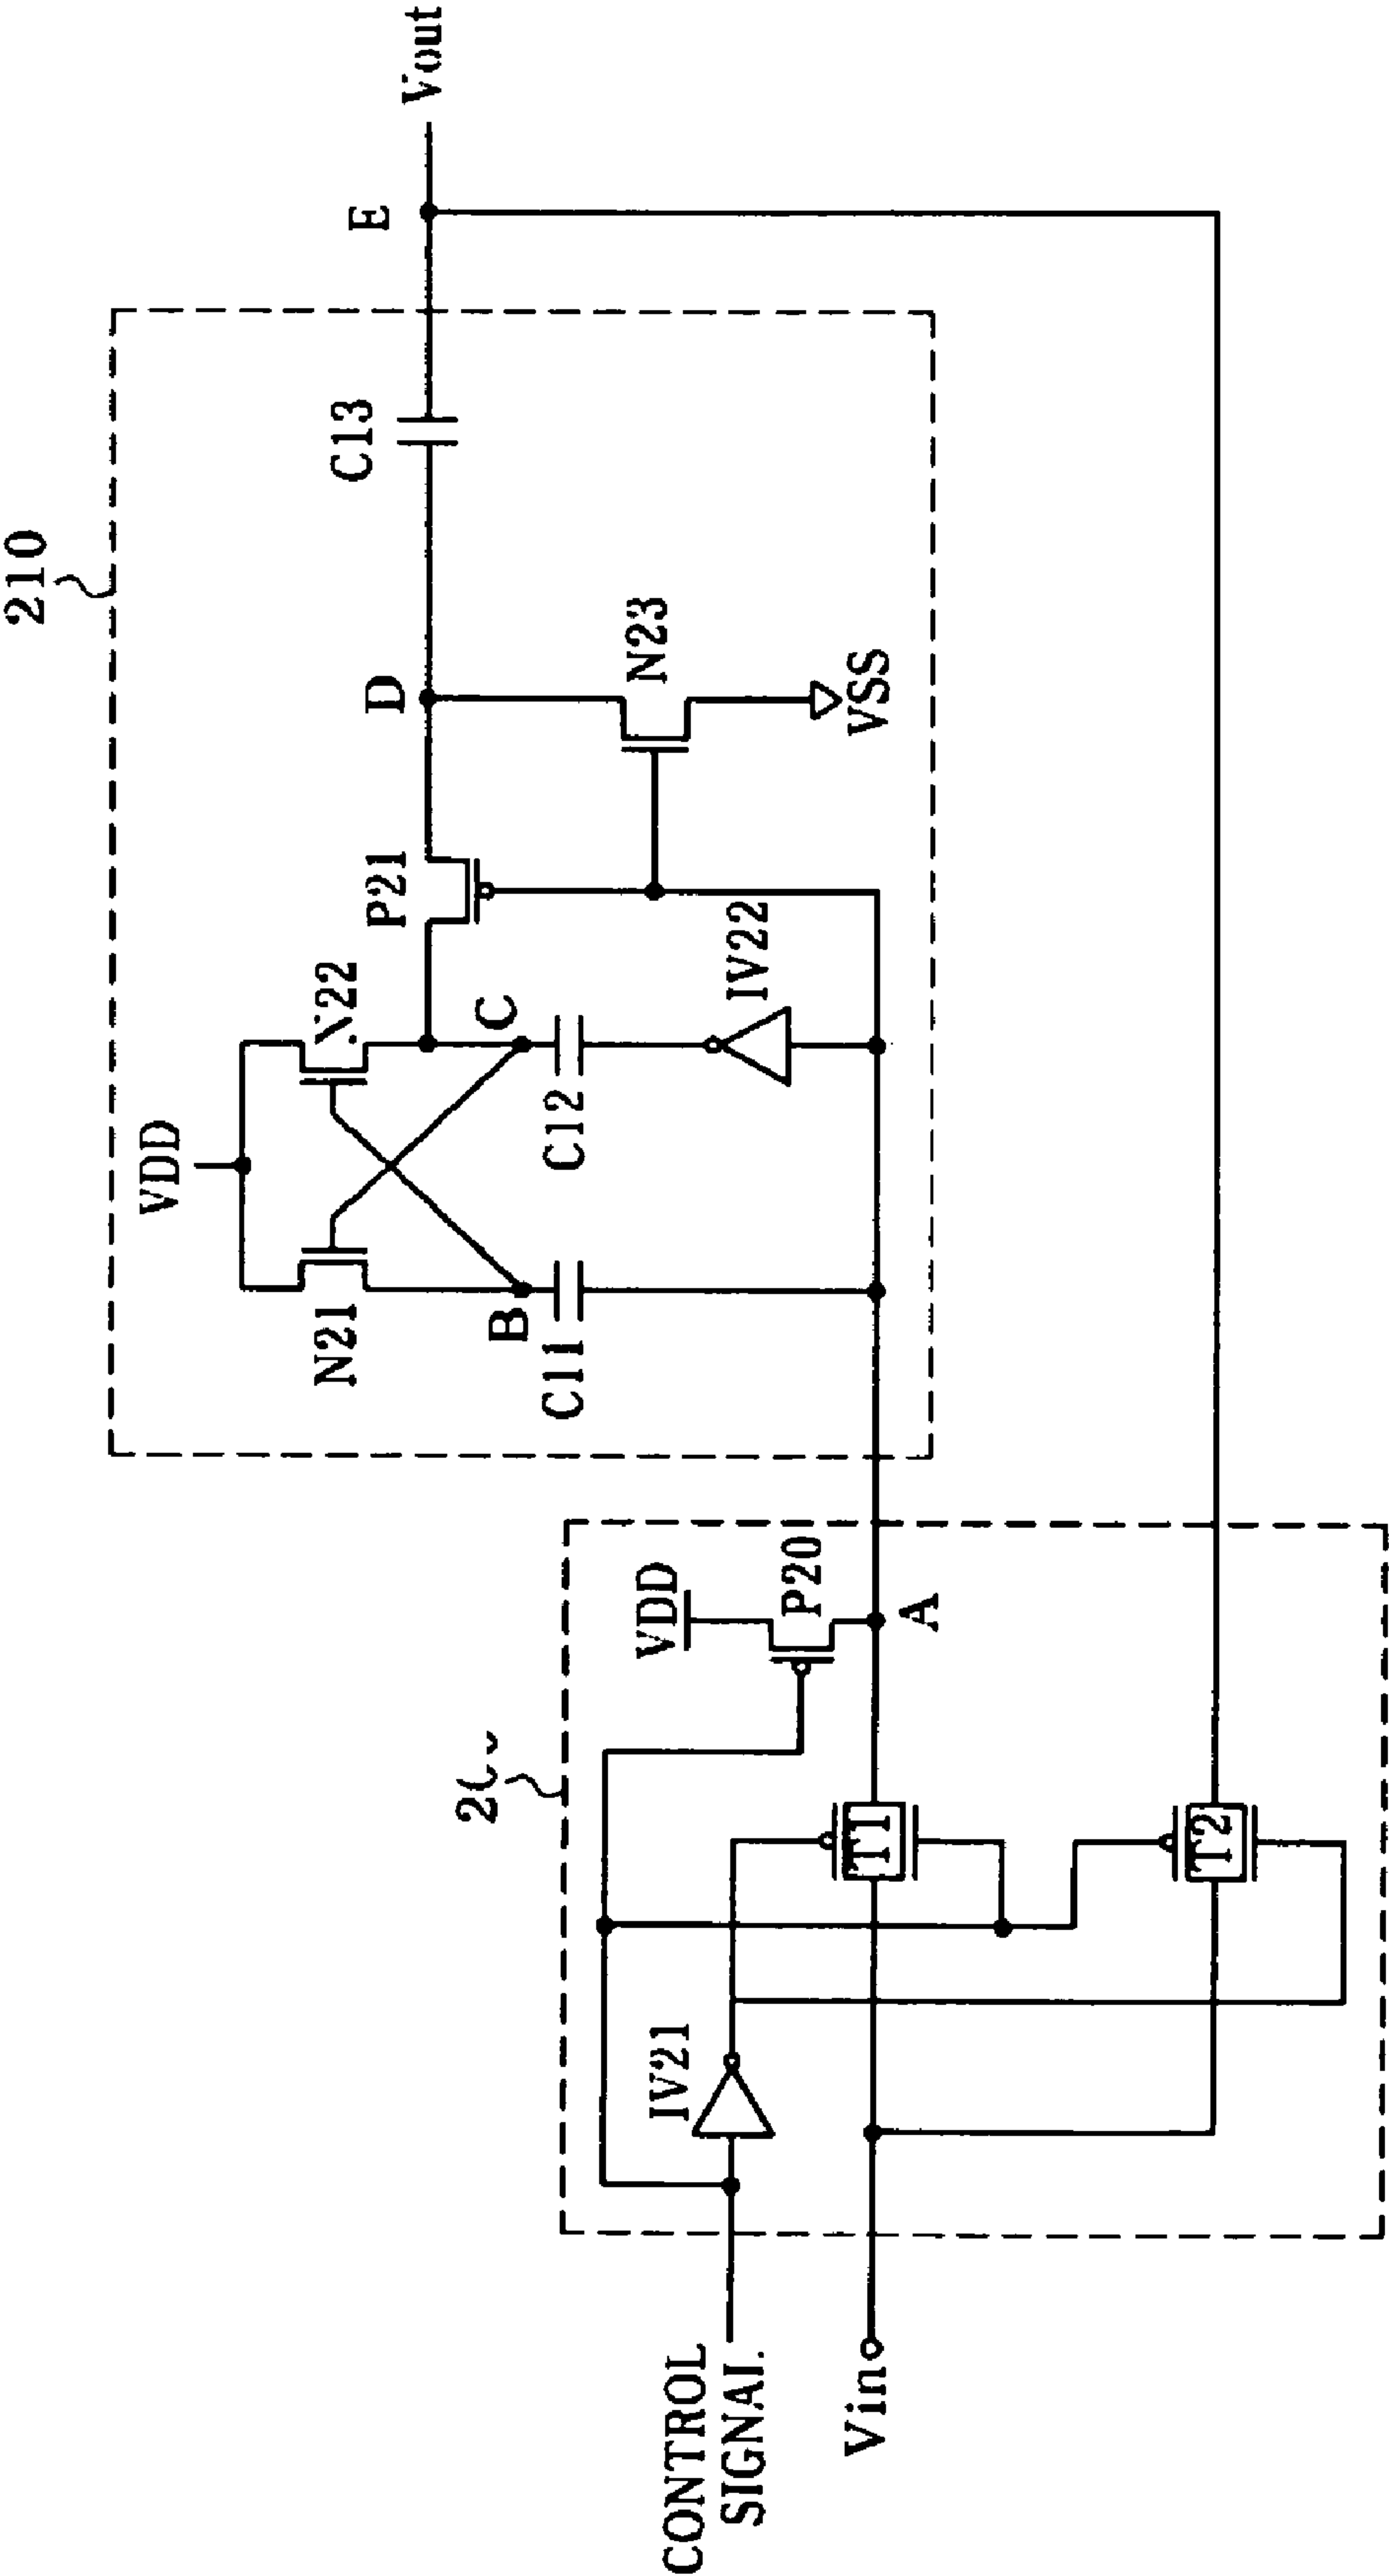 210
VDD
N21
N22
B
C
C11
C12
IV22
P21
D
N23
VSS
C13
E
Vout
VDD
P20
A
T1
T2
IV21
CONTROL
SIGNAL
Vin